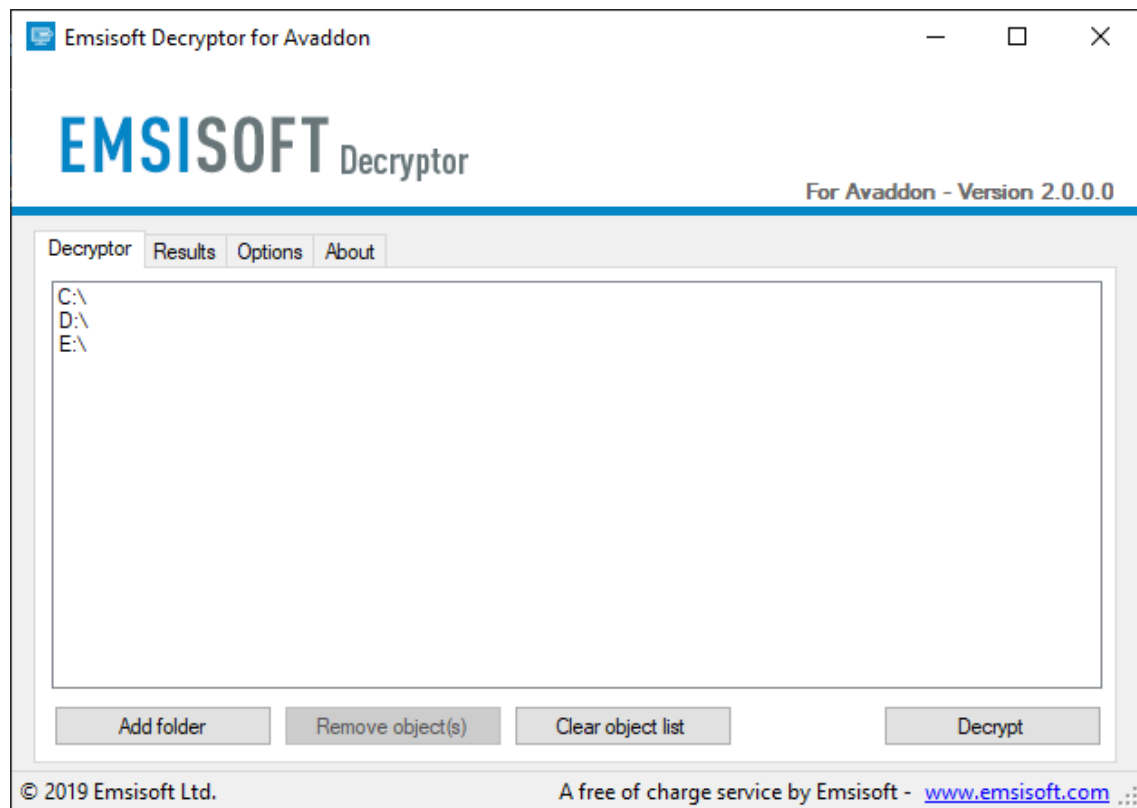 Emsisoft Decryptor for Avaddon
EMSISOFT Decryptor
For Avaddon - Version 2.0.0.0
Decryptor Results Options About
C:\
D:\
E:\
Add folder Remove object(s) Clear object list Decrypt
© 2019 Emsisoft Ltd. A free of charge service by Emsisoft - www.emsisoft.com